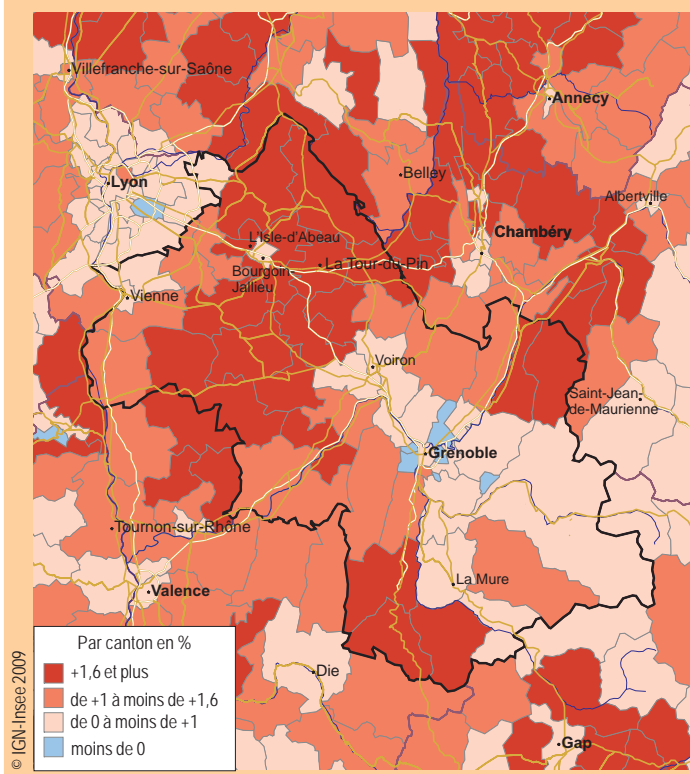 Villefranche-sur-Saône
Annecy
Lyon
Belley
Albertville
Chambéry
L'Isle-d'Abeau
La Tour-du-Pin
Bourgoin-
Jallieu
Vienne
Voiron
Saint-Jean-
de-Maurienne
Grenoble
Tournon-sur-Rhône
La Mure
Valence
Die
Gap
Par canton en %
+1,6 et plus
de +1 à moins de +1,6
de 0 à moins de +1
moins de 0
© IGN-Insee 2009